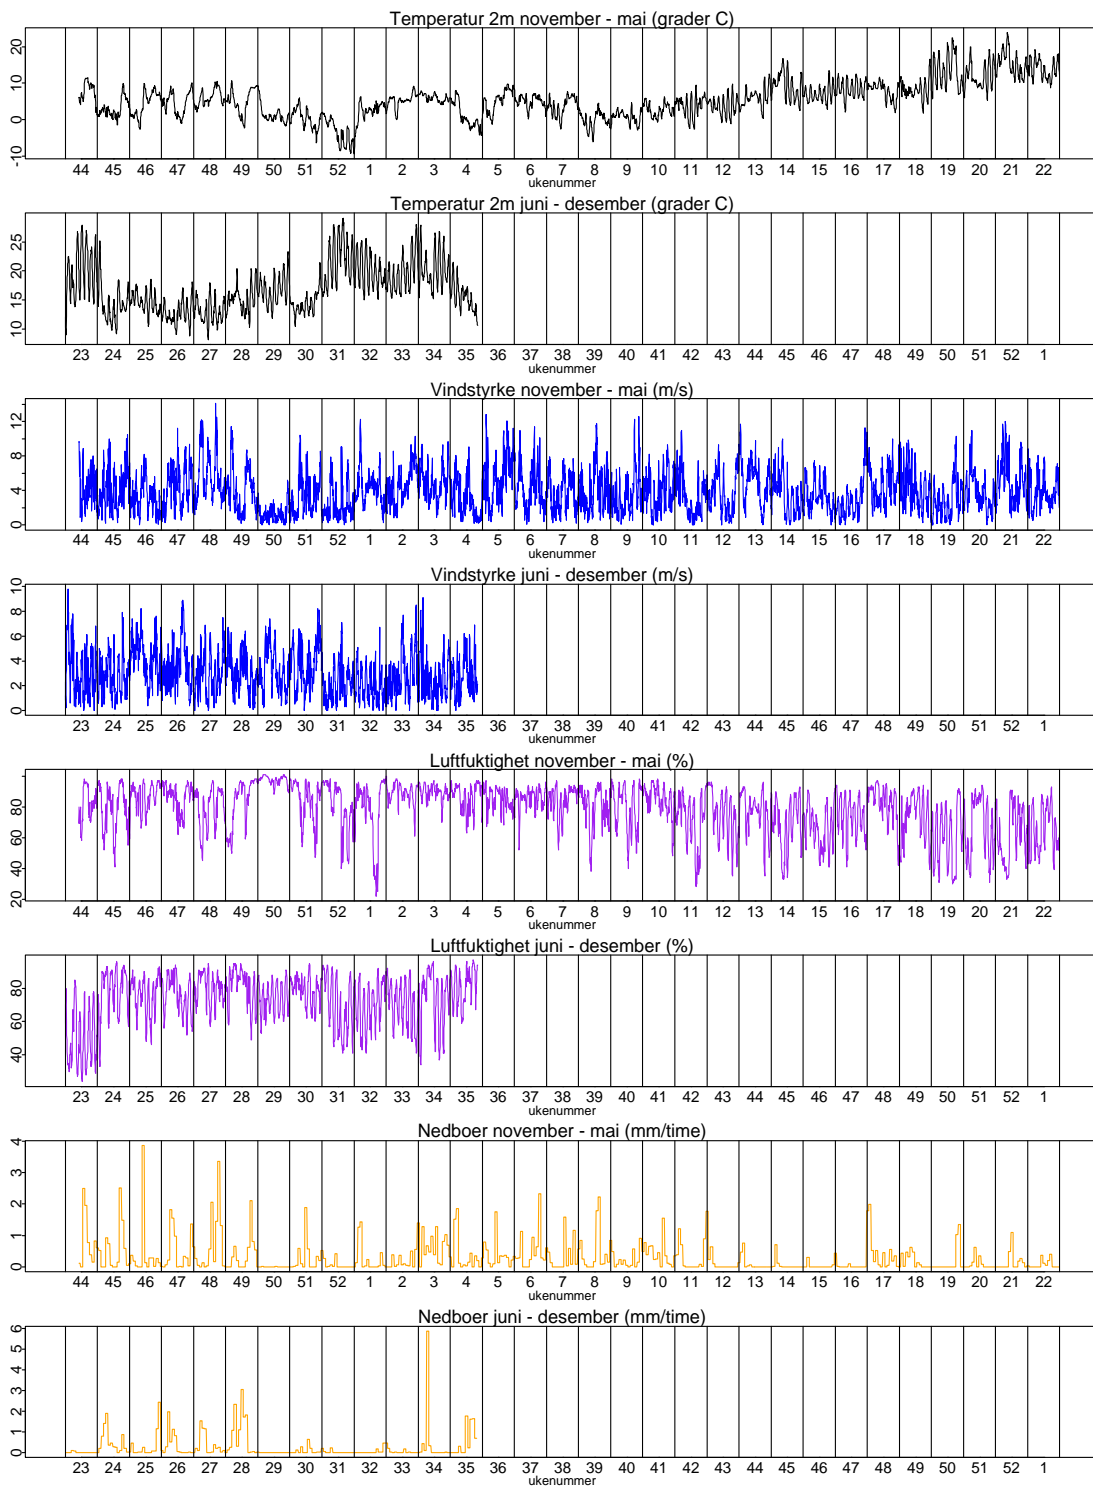 Temperatur 2m november - mai (grader C)
-10 0 10 20
44 45 46 47 48 49 50 51 52 1 2 3 4 5 6 7 8 9 10 11 12 13 14 15 16 17 18 19 20 21 22
ukenummer
Temperatur 2m juni - desember (grader C)
10 15 20 25
23 24 25 26 27 28 29 30 31 32 33 34 35 36 37 38 39 40 41 42 43 44 45 46 47 48 49 50 51 52 1
ukenummer
Vindstyrke november - mai (m/s)
0 4 8 12
44 45 46 47 48 49 50 51 52 1 2 3 4 5 6 7 8 9 10 11 12 13 14 15 16 17 18 19 20 21 22
ukenummer
Vindstyrke juni - desember (m/s)
0 2 4 6 8 10
23 24 25 26 27 28 29 30 31 32 33 34 35 36 37 38 39 40 41 42 43 44 45 46 47 48 49 50 51 52 1
ukenummer
Luftfuktighet november - mai (%)
20 40 60 80
44 45 46 47 48 49 50 51 52 1 2 3 4 5 6 7 8 9 10 11 12 13 14 15 16 17 18 19 20 21 22
ukenummer
Luftfuktighet juni - desember (%)
40 60 80
23 24 25 26 27 28 29 30 31 32 33 34 35 36 37 38 39 40 41 42 43 44 45 46 47 48 49 50 51 52 1
ukenummer
Nedboer november - mai (mm/time)
0 1 2 3 4
44 45 46 47 48 49 50 51 52 1 2 3 4 5 6 7 8 9 10 11 12 13 14 15 16 17 18 19 20 21 22
ukenummer
Nedboer juni - desember (mm/time)
0 1 2 3 4 5 6
23 24 25 26 27 28 29 30 31 32 33 34 35 36 37 38 39 40 41 42 43 44 45 46 47 48 49 50 51 52 1
ukenummer